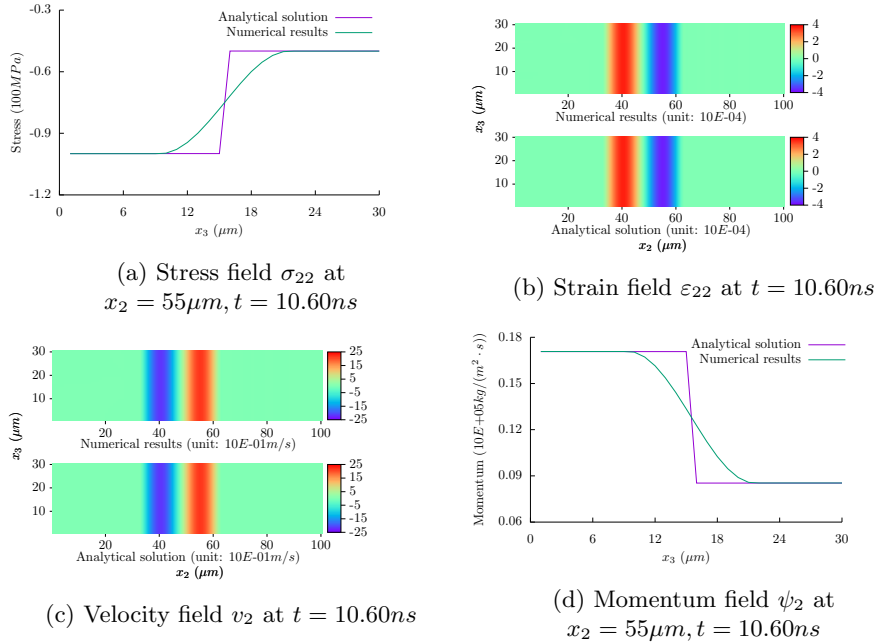 Analytical solution
Numerical results
-0.3
-0.6
-0.9
-1.2
Stress (100MPa)
0 6 12 18 24 30
x₃ (μm)
(a) Stress field σ₂₂ at
x₂ = 55μm, t = 10.60ns
30
20
10
4
2
0
-2
-4
20 40 60 80 100
Numerical results (unit: 10E-04)
x₃ (μm)
30
20
10
4
2
0
-2
-4
20 40 60 80 100
Analytical solution (unit: 10E-04)
x₂ (μm)
(b) Strain field ε₂₂ at t = 10.60ns
30
20
10
25
15
5
-5
-15
-25
20 40 60 80 100
Numerical results (unit: 10E-01m/s)
x₃ (μm)
30
20
10
25
15
5
-5
-15
-25
20 40 60 80 100
Analytical solution (unit: 10E-01m/s)
x₂ (μm)
(c) Velocity field v₂ at t = 10.60ns
Analytical solution
Numerical results
0.18
0.15
0.12
0.09
0.06
Momentum (10E+05kg/(m² · s))
0 6 12 18 24 30
x₃ (μm)
(d) Momentum field ψ₂ at
x₂ = 55μm, t = 10.60ns